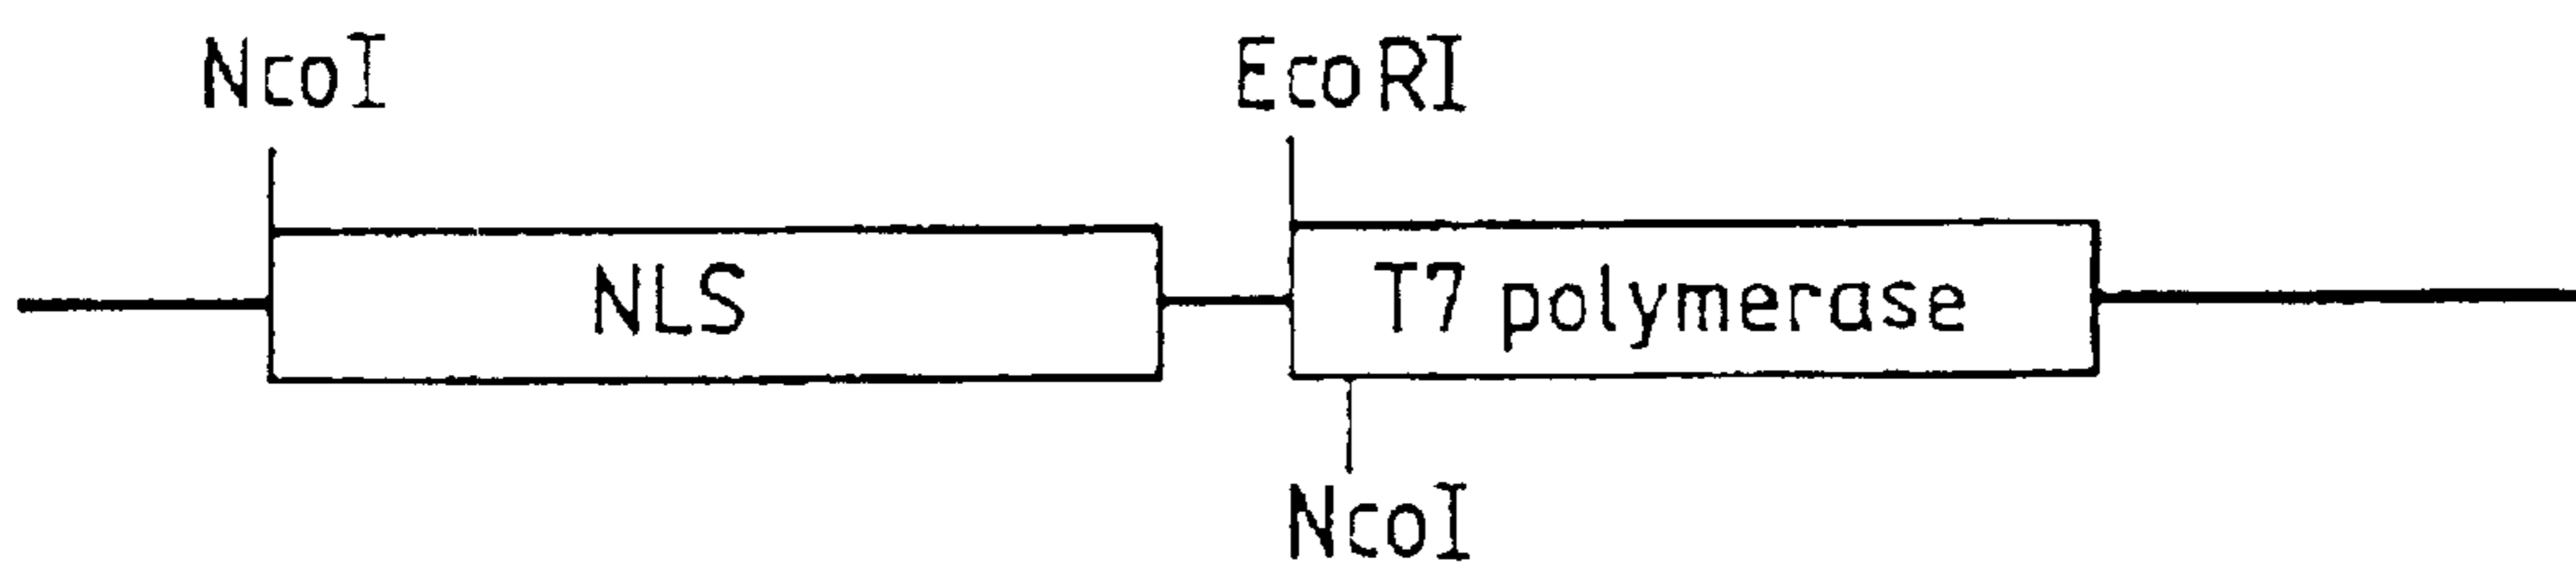 NcoI
EcoRI
NLS
T7 polymerase
NcoI